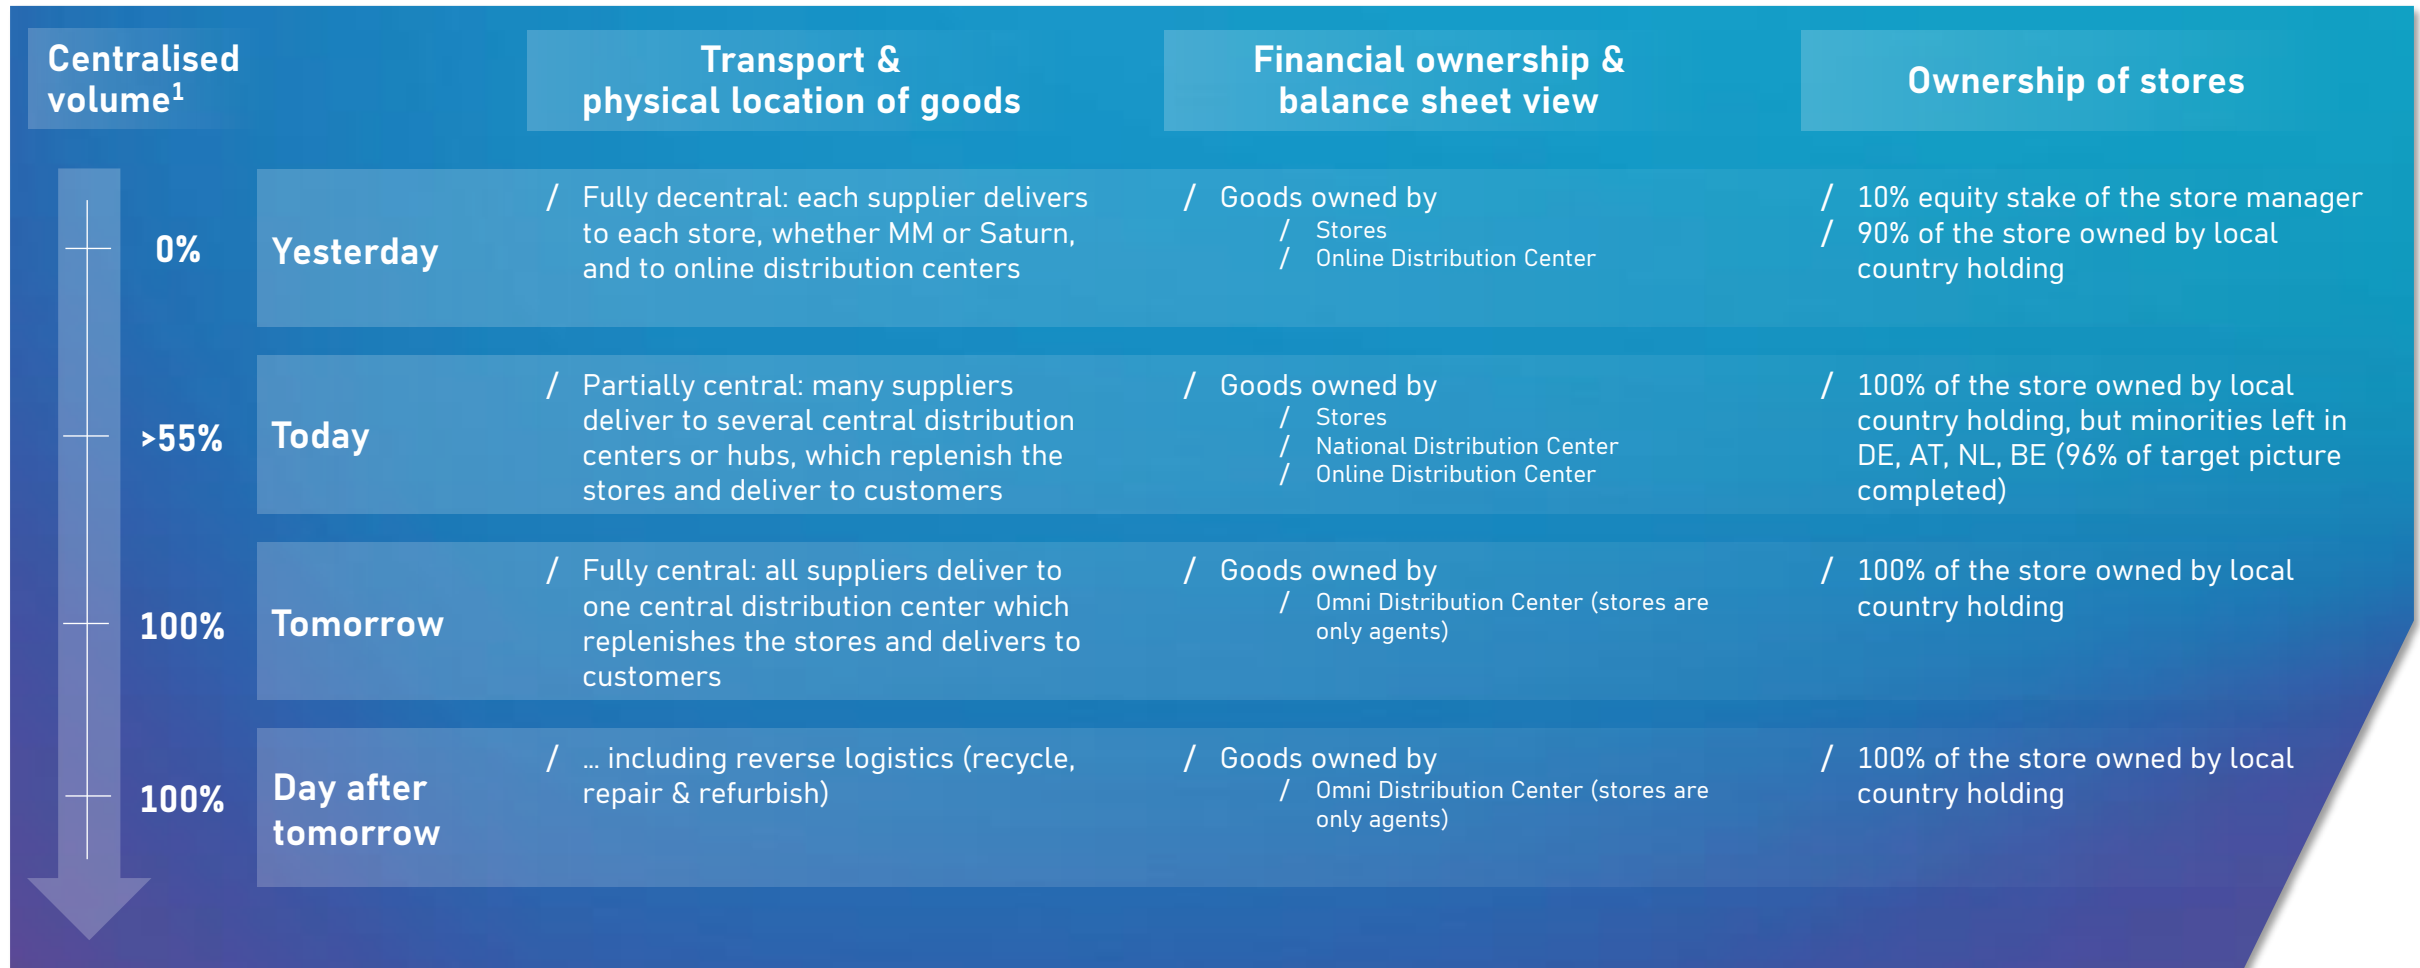 Centralised
volume1
Transport &
physical location of goods
Financial ownership &
balance sheet view
Ownership of stores
0%
Yesterday
/ Fully decentral: each supplier delivers
to each store, whether MM or Saturn,
and to online distribution centers
/ Goods owned by
/ Stores
/ Online Distribution Center
/ 10% equity stake of the store manager
/ 90% of the store owned by local
country holding
>55%
Today
/ Partially central: many suppliers
deliver to several central distribution
centers or hubs, which replenish the
stores and deliver to customers
/ Goods owned by
/ Stores
/ National Distribution Center
/ Online Distribution Center
/ 100% of the store owned by local
country holding, but minorities left in
DE, AT, NL, BE (96% of target picture
completed)
100%
Tomorrow
/ Fully central: all suppliers deliver to
one central distribution center which
replenishes the stores and delivers to
customers
/ Goods owned by
/ Omni Distribution Center (stores are
only agents)
/ 100% of the store owned by local
country holding
100%
Day after
tomorrow
/ ... including reverse logistics (recycle,
repair & refurbish)
/ Goods owned by
/ Omni Distribution Center (stores are
only agents)
/ 100% of the store owned by local
country holding